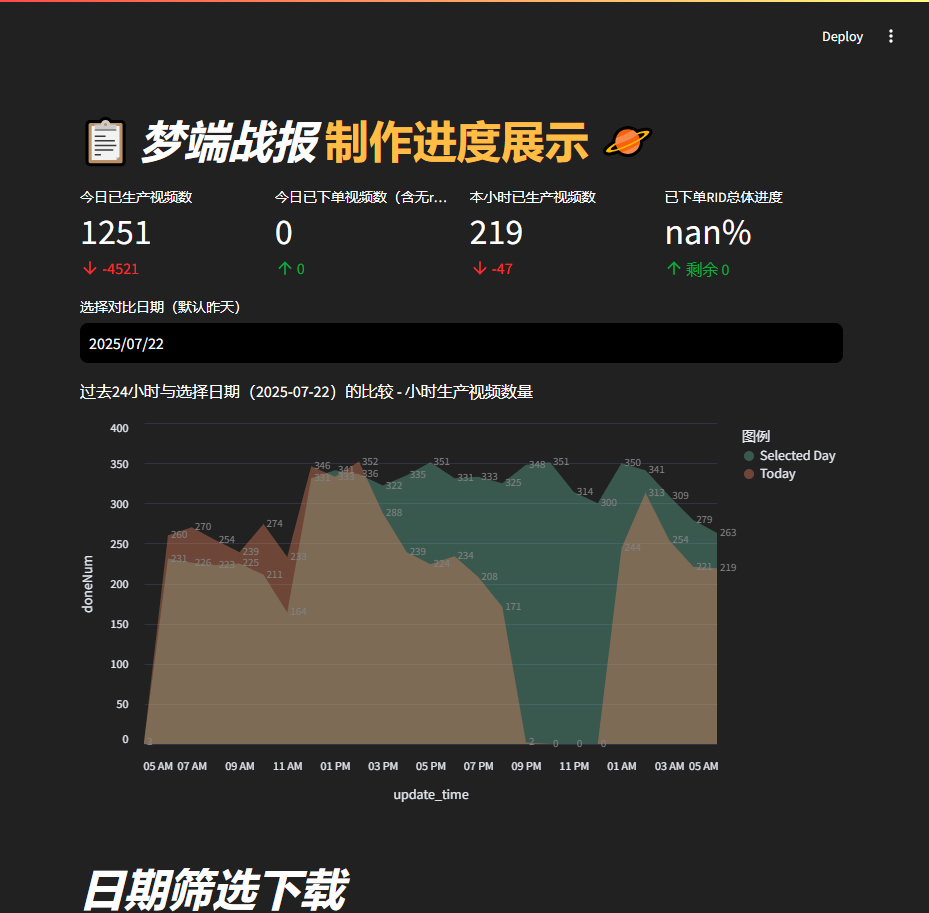 Deploy
梦端战报 制作进度展示
今日已生产视频数
1251
-4521
今日已下单视频数（含无r...
0
0
本小时已生产视频数
219
-47
已下单RID总体进度
nan%
剩余 0
选择对比日期（默认昨天）
2025/07/22
过去24小时与选择日期（2025-07-22）的比较 - 小时生产视频数量
图例
Selected Day
Today
doneNum
400
350
300
250
200
150
100
50
0
260 270 254 239 274 233 346 341 352 288 239 224 234 208 171 2 0 0 0 244 313 254 221 219
231 226 223 225 211 164 331 336 322 335 351 331 333 325 348 351 314 300 350 341 309 279 263
05 AM 07 AM 09 AM 11 AM 01 PM 03 PM 05 PM 07 PM 09 PM 11 PM 01 AM 03 AM 05 AM
update_time
日期筛选下载